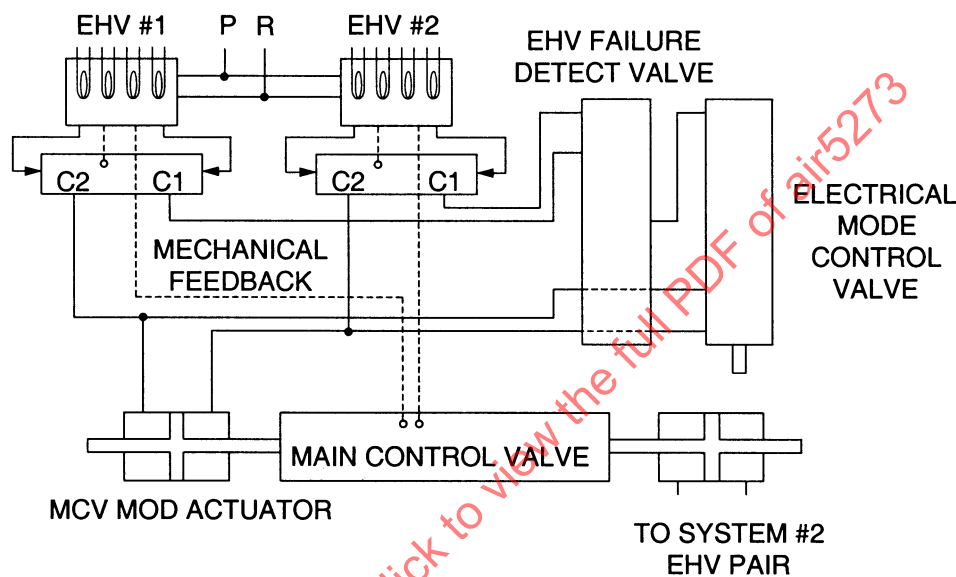 EHV #1
P
R
EHV #2
EHV FAILURE
DETECT VALVE
C2
C1
C2
C1
ELECTRICAL
MODE
CONTROL
VALVE
MECHANICAL
FEEDBACK
MAIN CONTROL VALVE
MCV MOD ACTUATOR
TO SYSTEM #2
EHV PAIR
lick to view the full PDF of air5273